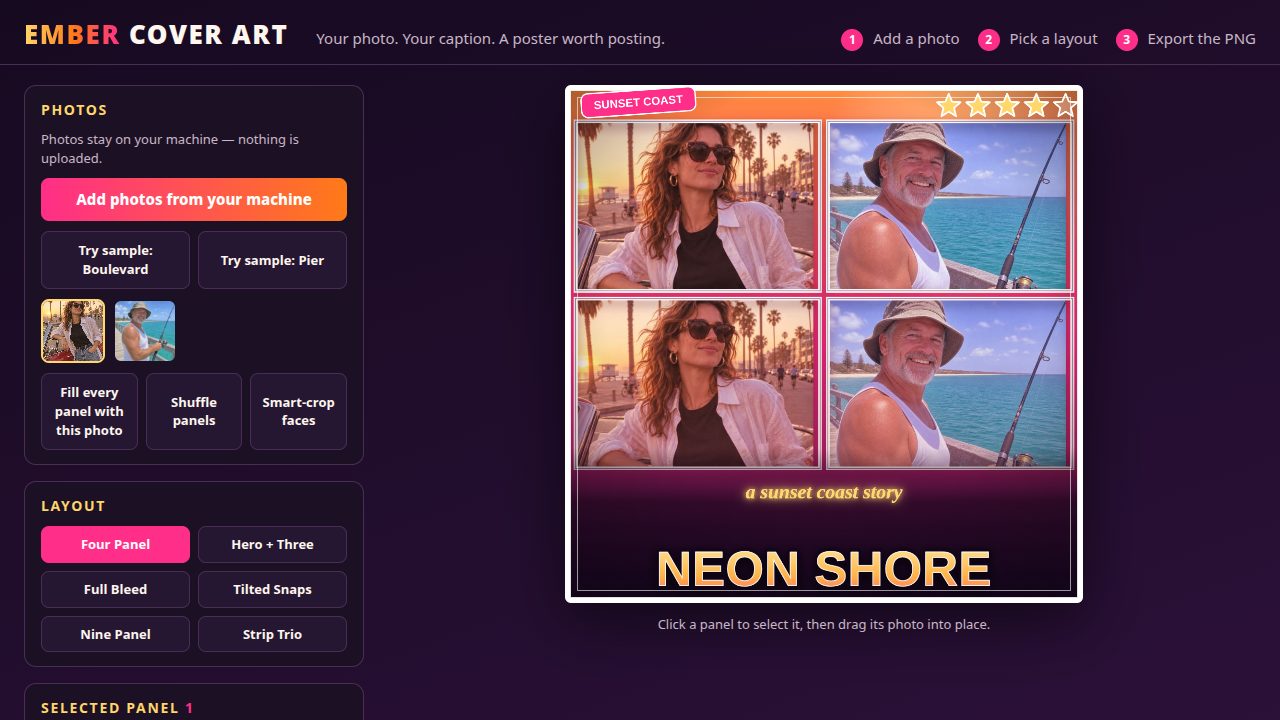 EMBER COVER ART
Your photo. Your caption. A poster worth posting.
1 Add a photo
2 Pick a layout
3 Export the PNG
PHOTOS
Photos stay on your machine — nothing is
uploaded.
Add photos from your machine
Try sample:
Boulevard
Try sample: Pier
Fill every
panel with
this photo
Shuffle
panels
Smart-crop
faces
LAYOUT
Four Panel
Hero + Three
Full Bleed
Tilted Snaps
Nine Panel
Strip Trio
SELECTED PANEL 1
SUNSET COAST
a sunset coast story
NEON SHORE
Click a panel to select it, then drag its photo into place.